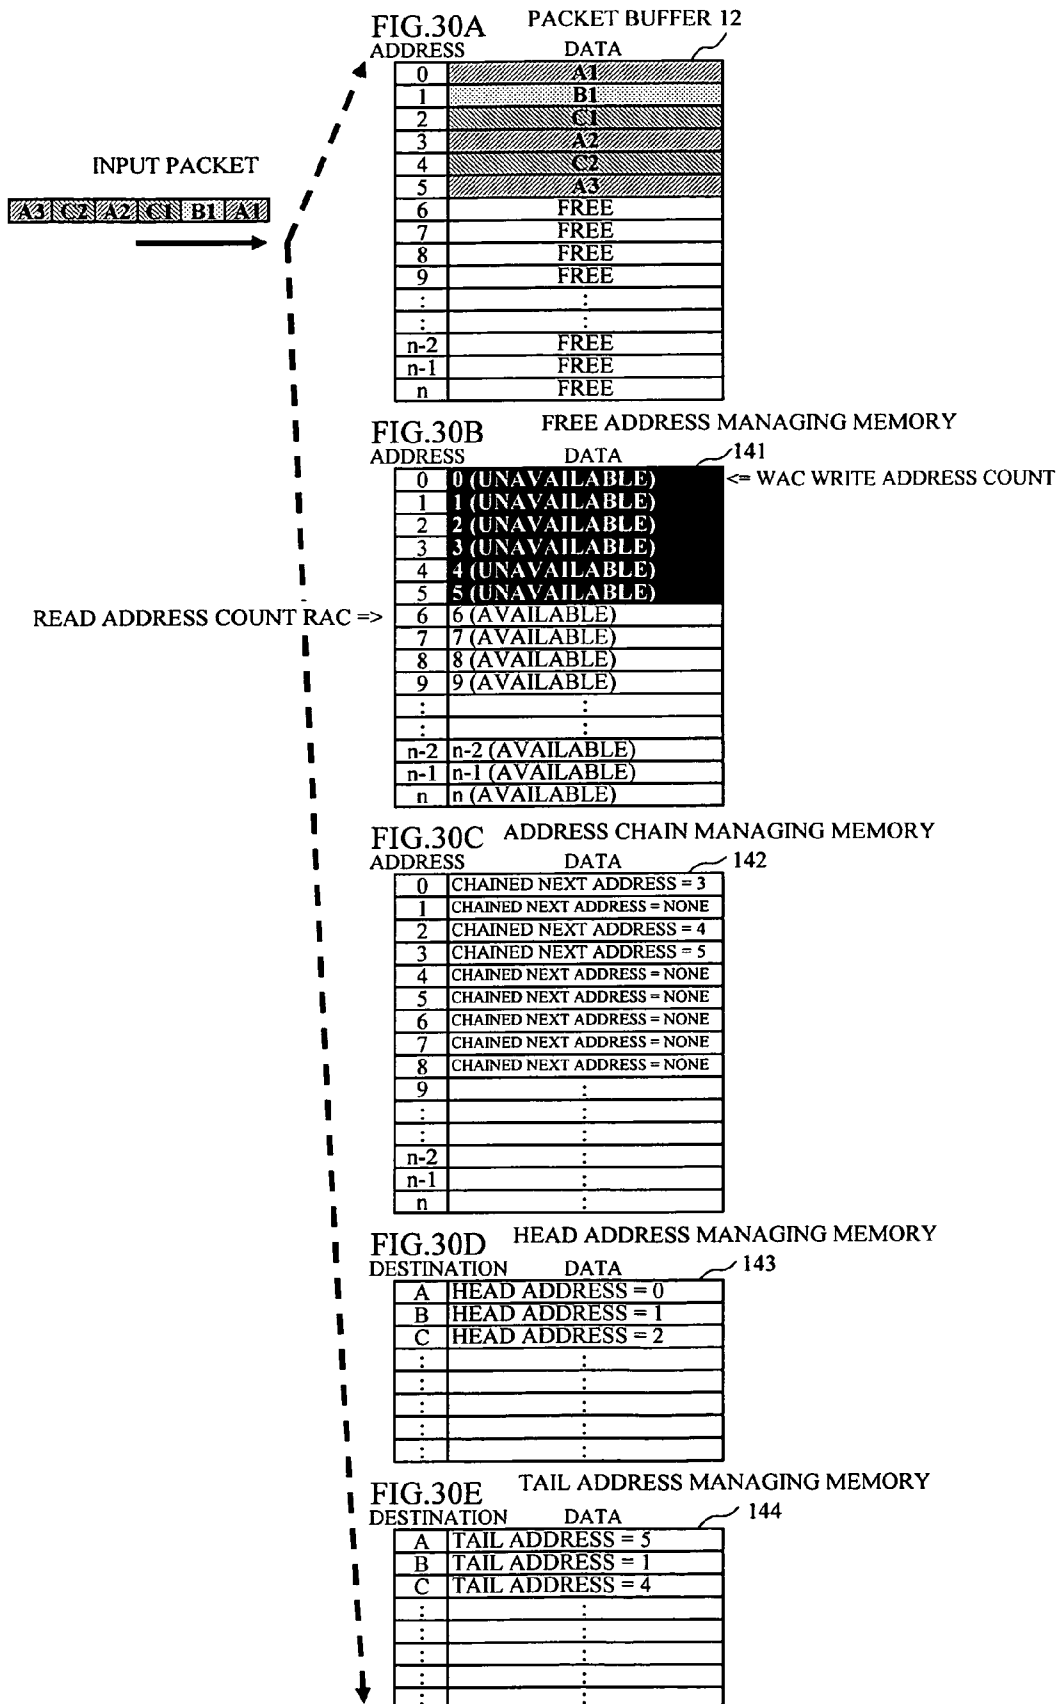 FIG.30A PACKET BUFFER 12
ADDRESS DATA
0 A1
1 B1
2 C1
3 A2
4 C2
5 A3
6 FREE
7 FREE
8 FREE
9 FREE
: :
: :
n-2 FREE
n-1 FREE
n FREE
INPUT PACKET
A3 C2 A2 C1 B1 A1
FIG.30B FREE ADDRESS MANAGING MEMORY
ADDRESS DATA 141
0 0 (UNAVAILABLE) <= WAC WRITE ADDRESS COUNT
1 1 (UNAVAILABLE)
2 2 (UNAVAILABLE)
3 3 (UNAVAILABLE)
4 4 (UNAVAILABLE)
5 5 (UNAVAILABLE)
READ ADDRESS COUNT RAC => 6 6 (AVAILABLE)
7 7 (AVAILABLE)
8 8 (AVAILABLE)
9 9 (AVAILABLE)
: :
: :
n-2 n-2 (AVAILABLE)
n-1 n-1 (AVAILABLE)
n n (AVAILABLE)
FIG.30C ADDRESS CHAIN MANAGING MEMORY
ADDRESS DATA 142
0 CHAINED NEXT ADDRESS = 3
1 CHAINED NEXT ADDRESS = NONE
2 CHAINED NEXT ADDRESS = 4
3 CHAINED NEXT ADDRESS = 5
4 CHAINED NEXT ADDRESS = NONE
5 CHAINED NEXT ADDRESS = NONE
6 CHAINED NEXT ADDRESS = NONE
7 CHAINED NEXT ADDRESS = NONE
8 CHAINED NEXT ADDRESS = NONE
9 :
: :
: :
n-2 :
n-1 :
n :
FIG.30D HEAD ADDRESS MANAGING MEMORY
DESTINATION DATA 143
A HEAD ADDRESS = 0
B HEAD ADDRESS = 1
C HEAD ADDRESS = 2
: :
: :
: :
: :
: :
FIG.30E TAIL ADDRESS MANAGING MEMORY
DESTINATION DATA 144
A TAIL ADDRESS = 5
B TAIL ADDRESS = 1
C TAIL ADDRESS = 4
: :
: :
: :
: :
: :